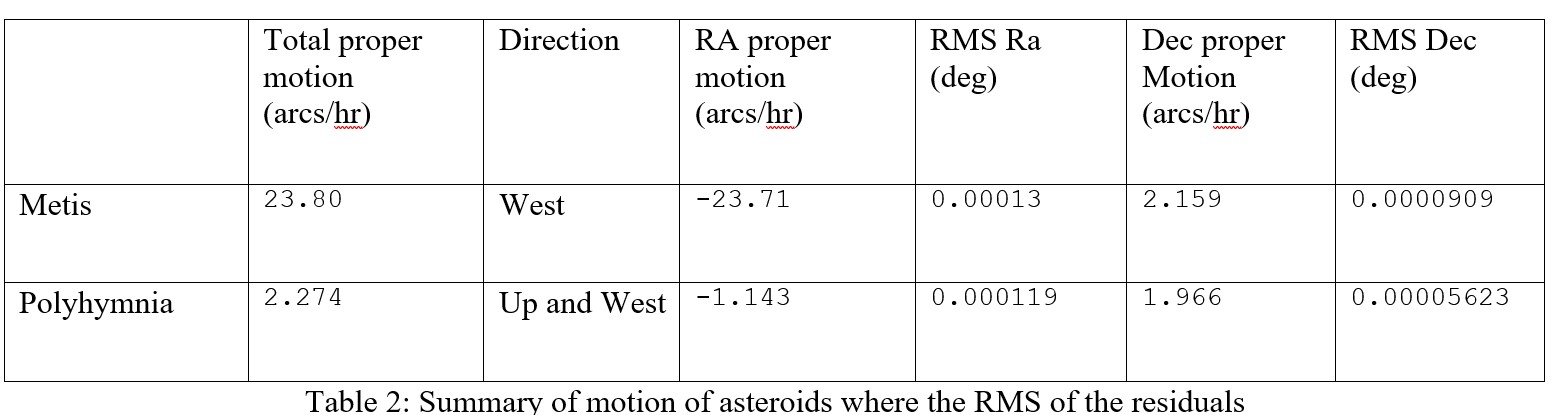 Total proper motion (arcs/hr) Direction RA proper motion (arcs/hr) RMS Ra (deg) Dec proper Motion (arcs/hr) RMS Dec (deg)
Metis 23.80 West -23.71 0.00013 2.159 0.0000909
Polyhymnia 2.274 Up and West -1.143 0.000119 1.966 0.00005623
Table 2: Summary of motion of asteroids where the RMS of the residuals